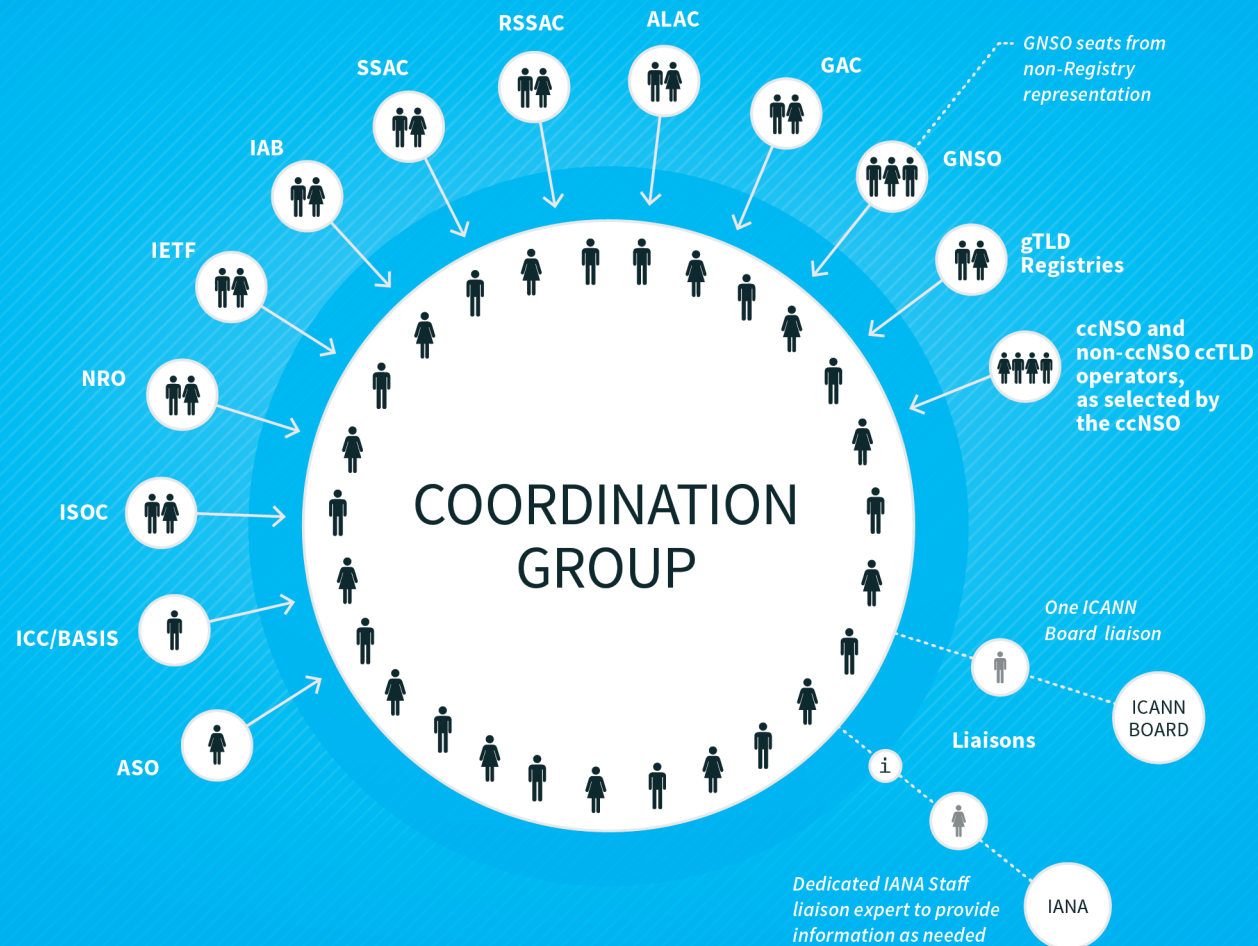 RSSAC
ALAC
SSAC
GAC
GNSO seats from
non-Registry
representation
IAB
GNSO
IETF
gTLD
Registries
NRO
ccNSO and
non-ccNSO ccTLD
operators,
as selected by
the ccNSO
ISOC
COORDINATION
GROUP
ICC/BASIS
ASO
One ICANN
Board liaison
ICANN
BOARD
Liaisons
i
Dedicated IANA Staff
liaison expert to provide
information as needed
IANA